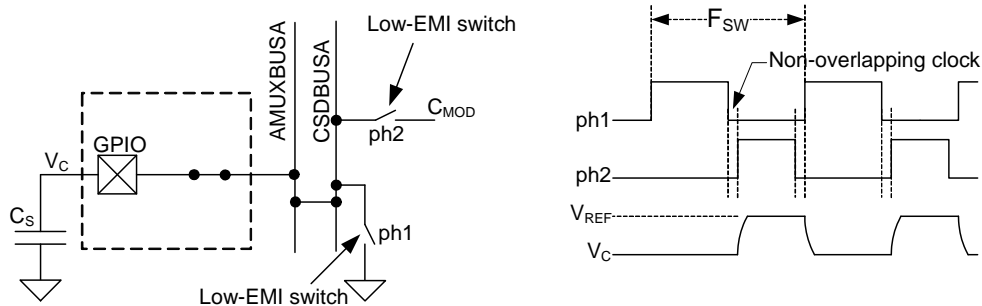 Low-EMI switch
AMUXBUSA
CSDBUSA
C_MOD
ph2
GPIO
V_C
C_S
ph1
Low-EMI switch
F_SW
Non-overlapping clock
ph1
ph2
V_REF
V_C